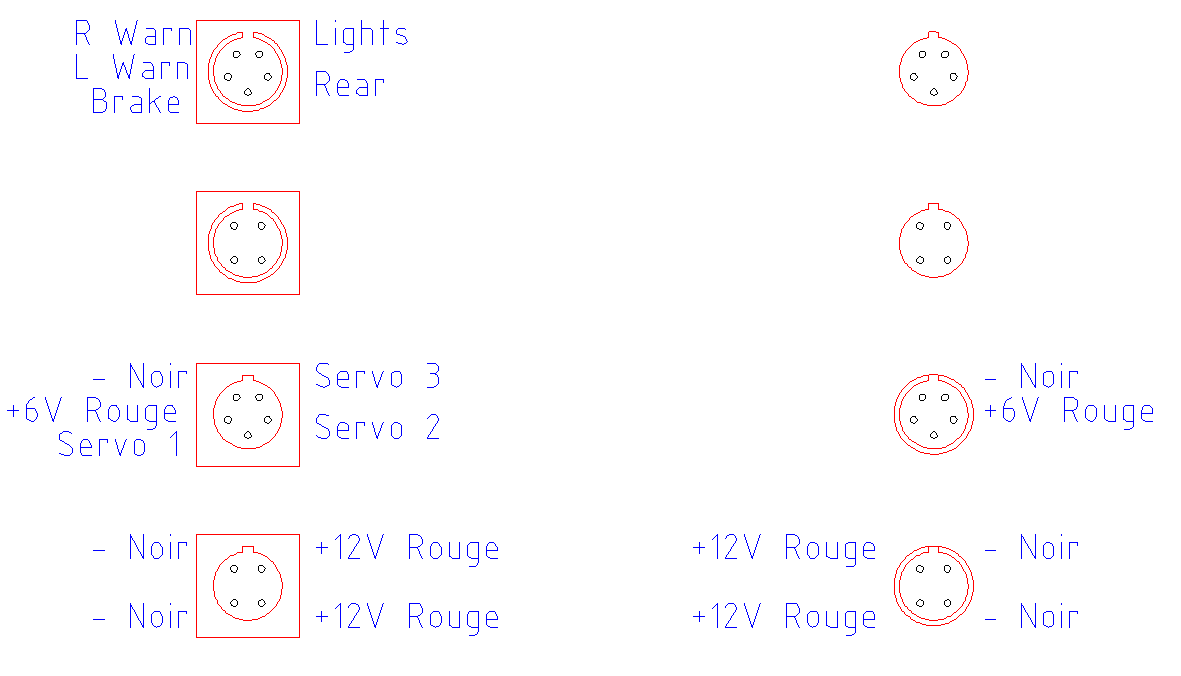 R Warn Lights
L Warn
Rear
Brake
- Noir Servo 3 - Noir
+6V Rouge +6V Rouge
Servo 2
Servo 1
- Noir +12V Rouge +12V Rouge - Noir
- Noir +12V Rouge +12V Rouge - Noir